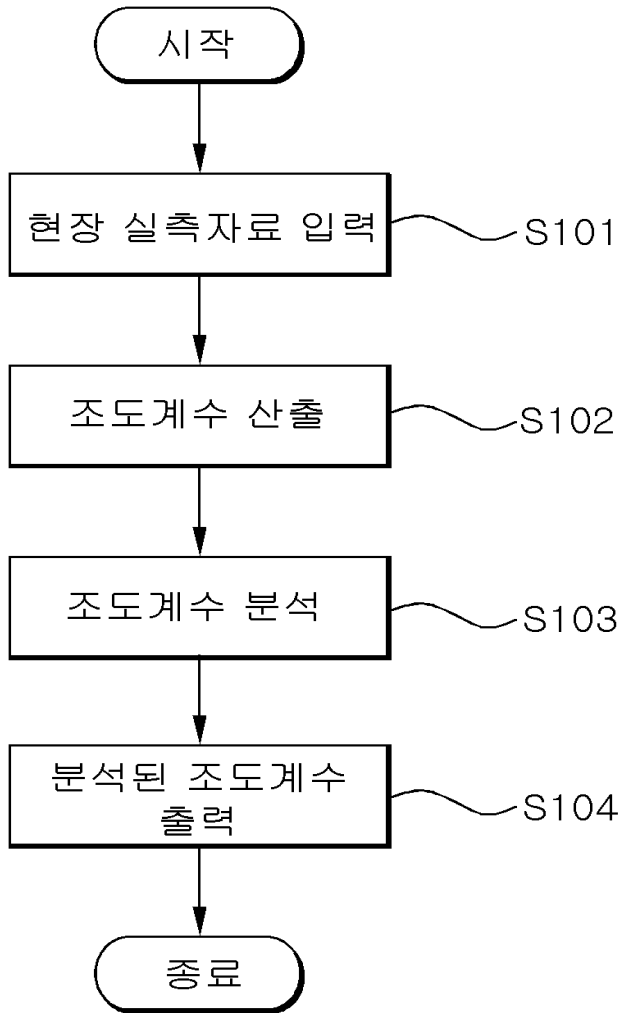 시작
현장 실측자료 입력
S101
조도계수 산출
S102
조도계수 분석
S103
분석된 조도계수
출력
S104
종료